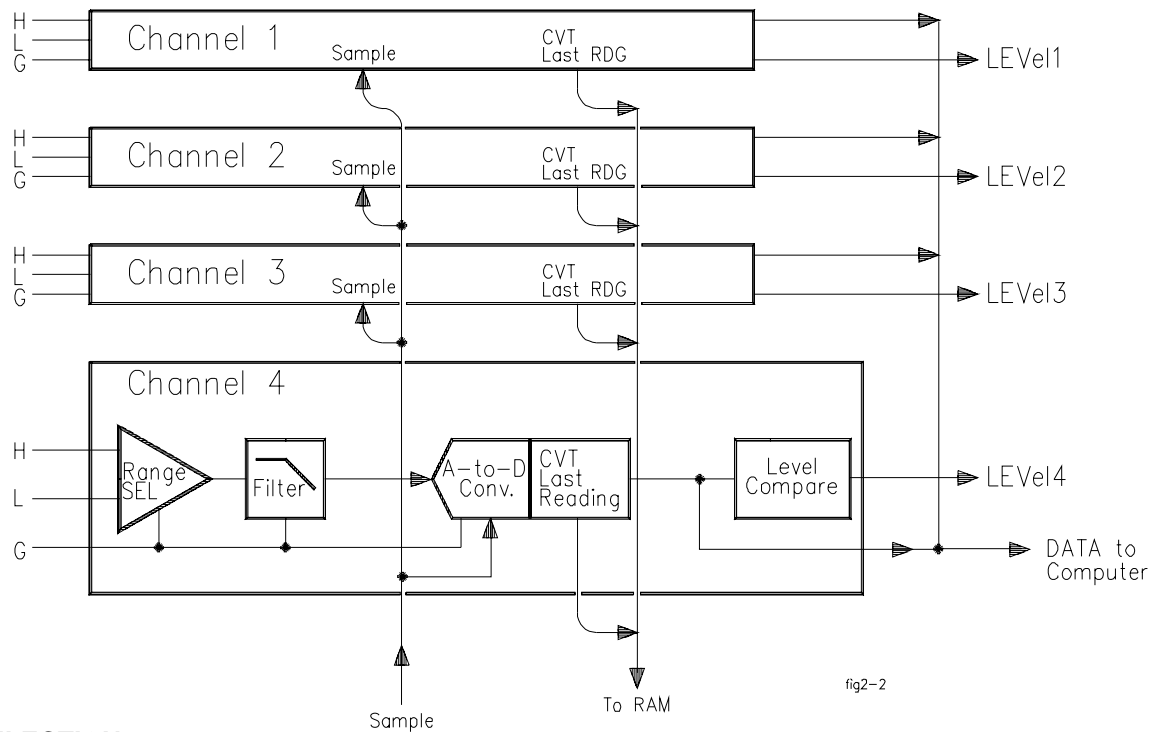 H
L
G
Channel 1
Sample
CVT
Last RDG
LEVel1
H
L
G
Channel 2
Sample
CVT
Last RDG
LEVel2
H
L
G
Channel 3
Sample
CVT
Last RDG
LEVel3
Channel 4
H
L
G
Range
SEL
Filter
A-to-D
Conv.
CVT
Last
Reading
Level
Compare
LEVel4
DATA to
Computer
Sample
To RAM
fig2-2